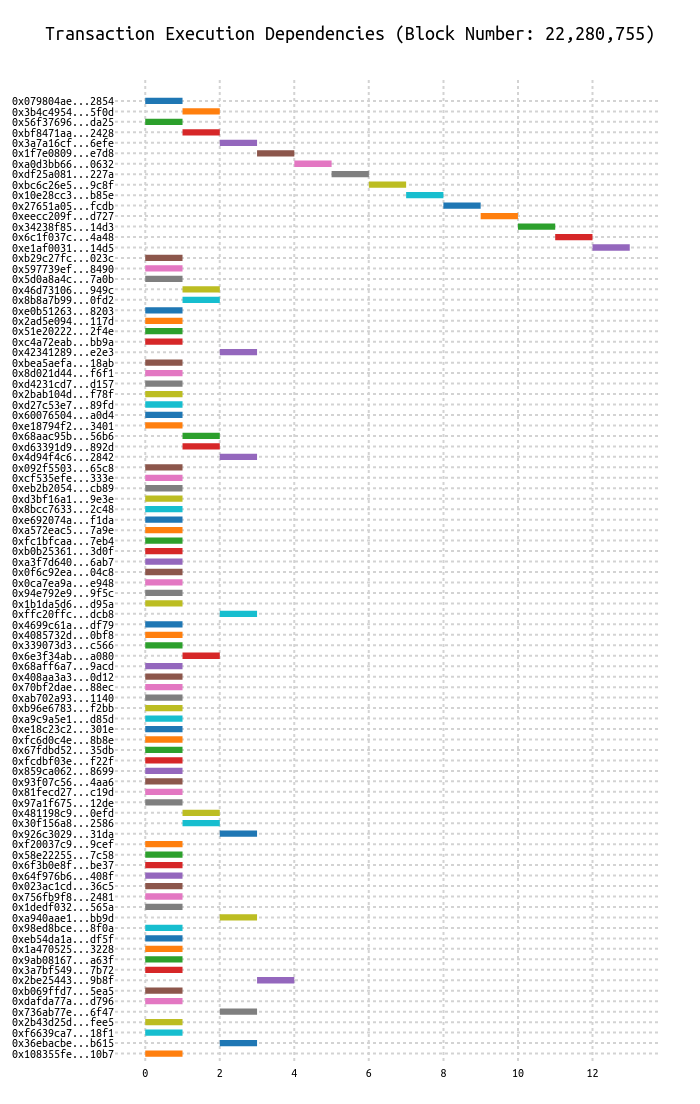 Transaction Execution Dependencies (Block Number: 22,280,755)
0x079804ae...2854
0x3b4c4954...5f0d
0x56f37696...da25
0xbf8471aa...2428
0x3a7a16cf...6efe
0x1f7e0809...e7d8
0xa0d3bb66...0632
0xdf25a081...227a
0xbc6c26e5...9c8f
0x10e28cc3...b85e
0x27651a05...fcdb
0xeecc209f...d727
0x34238f85...14d3
0x6c1f037c...4a48
0xe1af0031...14d5
0xb29c27fc...023c
0x597739ef...8490
0x5d0a8a4c...7a0b
0x46d73106...949c
0x8b8a7b99...0fd2
0xe0b51263...8203
0x2ad5e094...117d
0x51e20222...2f4e
0xc4a72eab...bb9a
0x42341289...e2e3
0xbea5aefa...18ab
0x8d021d44...f6f1
0xd4231cd7...d157
0x2bab104d...f78f
0xd27c53e7...89fd
0x60076504...a0d4
0xe18794f2...3401
0x68aac95b...56b6
0xd63391d9...892d
0x4d94f4c6...2842
0x092f5503...65c8
0xcf535efe...333e
0xeb2b2054...cb89
0xd3bf16a1...9e3e
0x8bcc7633...2c48
0xe692074a...f1da
0xa572eac5...7a9e
0xfc1bfcaa...7eb4
0xb0b25361...3d0f
0xa3f7d640...6ab7
0x0f6c92ea...04c8
0x0ca7ea9a...e948
0x94e792e9...9f5c
0x1b1da5d6...d95a
0xffc20ffc...dcb8
0x4699c61a...df79
0x4085732d...0bf8
0x339073d3...c566
0x6e3f34ab...a080
0x68aff6a7...9acd
0x408aa3a3...0d12
0x70bf2dae...88ec
0xab702a93...1140
0xb96e6783...f2bb
0xa9c9a5e1...d85d
0xe18c23c2...301e
0xfc6d0c4e...8b8e
0x67fdbd52...35db
0xfcdbf03e...f22f
0x859ca062...8699
0x93f07c56...4aa6
0x81fecd27...c19d
0x97a1f675...12de
0x481198c9...0efd
0x30f156a8...2586
0x926c3029...31da
0xf20037c9...9cef
0x58e22255...7c58
0x6f3b0e8f...be37
0x64f976b6...408f
0x023ac1cd...36c5
0x756fb9f8...2481
0x1dedf032...565a
0xa940aae1...bb9d
0x98ed8bce...8f0a
0xeb54da1a...df5f
0x1a470525...3228
0x9ab08167...a63f
0x3a7bf549...7b72
0x2be25443...9b8f
0xb069ffd7...5ea5
0xdafda77a...d796
0x736ab77e...6f47
0x2b43d25d...fee5
0xf6639ca7...18f1
0x36ebacbe...b615
0x108355fe...10b7
0 2 4 6 8 10 12